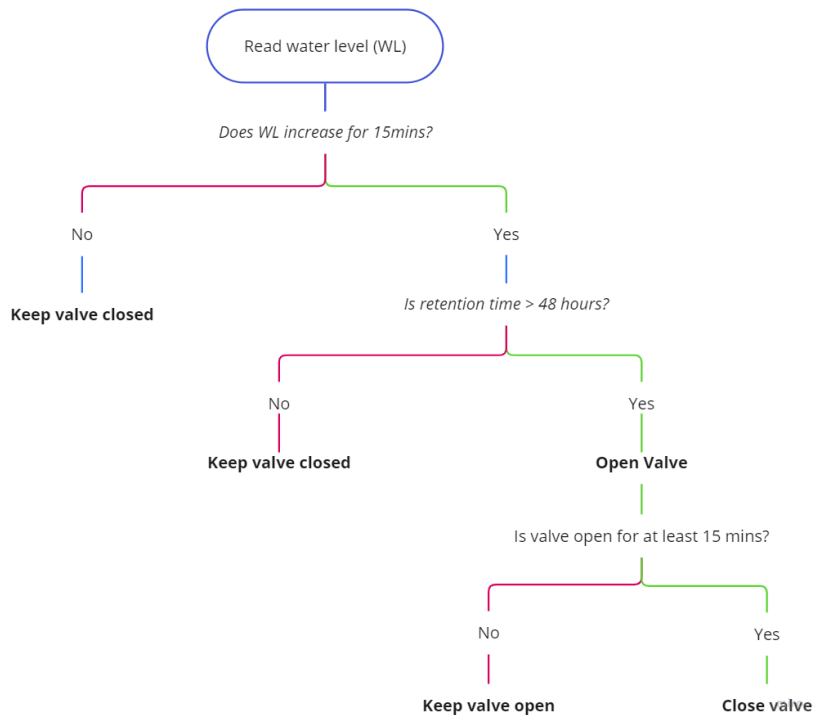 Read water level (WL)
Does WL increase for 15mins?
No
Yes
Keep valve closed
Is retention time > 48 hours?
No
Yes
Keep valve closed
Open Valve
Is valve open for at least 15 mins?
No
Yes
Keep valve open
Close valve